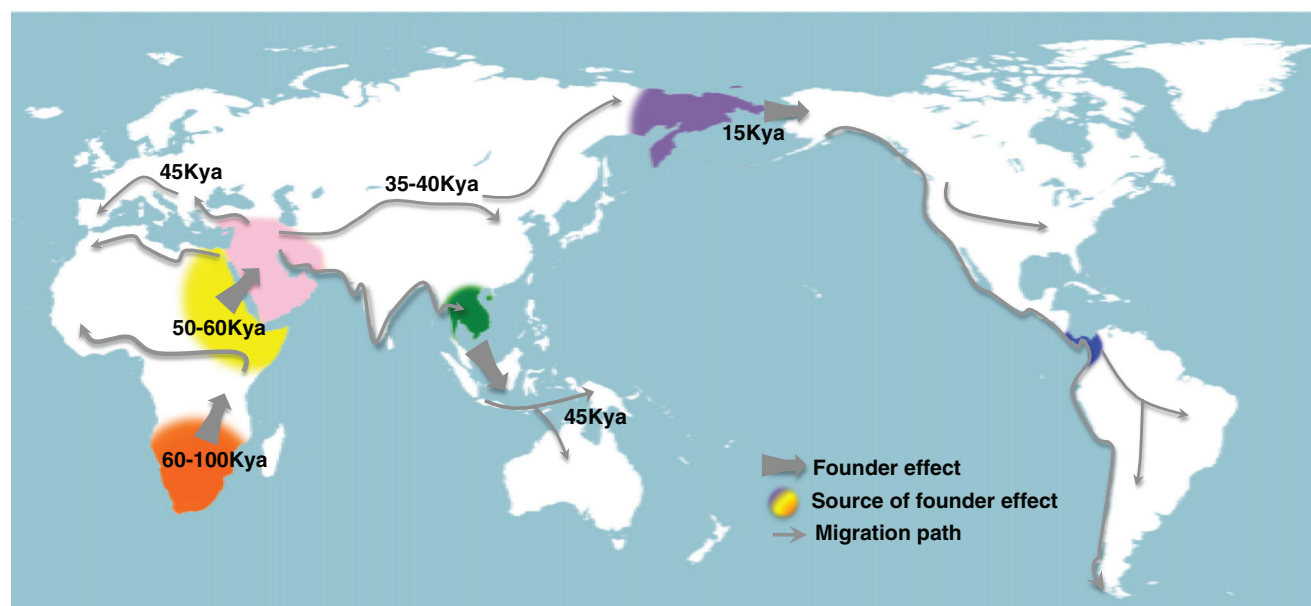 15Kya
45Kya
35-40Kya
50-60Kya
45Kya
60-100Kya
Founder effect
Source of founder effect
Migration path